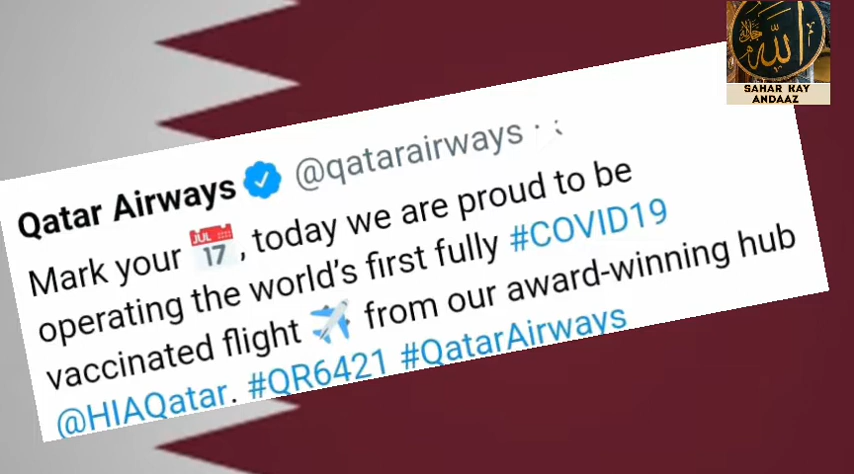 الله
SAHAR KAY
ANDAAZ
Qatar Airways @qatarairways ·
Mark your JUL 17, today we are proud to be
operating the world's first fully #COVID19
vaccinated flight ✈️ from our award-winning hub
@HIAQatar. #QR6421 #QatarAirways